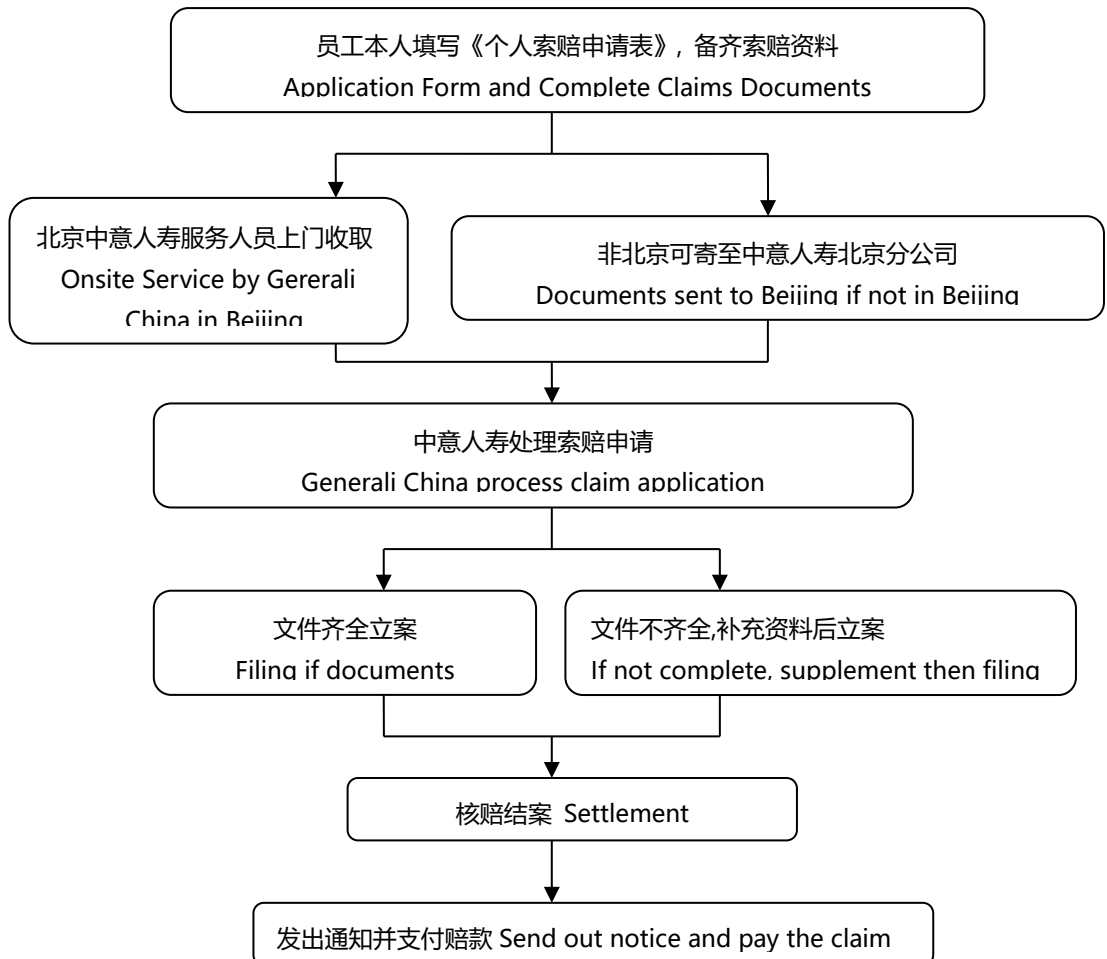 员工本人填写《个人索赔申请表》, 备齐索赔资料
Application Form and Complete Claims Documents
北京中意人寿服务人员上门收取
Onsite Service by Gererali
China in Beijing
非北京可寄至中意人寿北京分公司
Documents sent to Beijing if not in Beijing
中意人寿处理索赔申请
Generali China process claim application
文件齐全立案
Filing if documents
文件不齐全,补充资料后立案
If not complete, supplement then filing
核赔结案 Settlement
发出通知并支付赔款 Send out notice and pay the claim